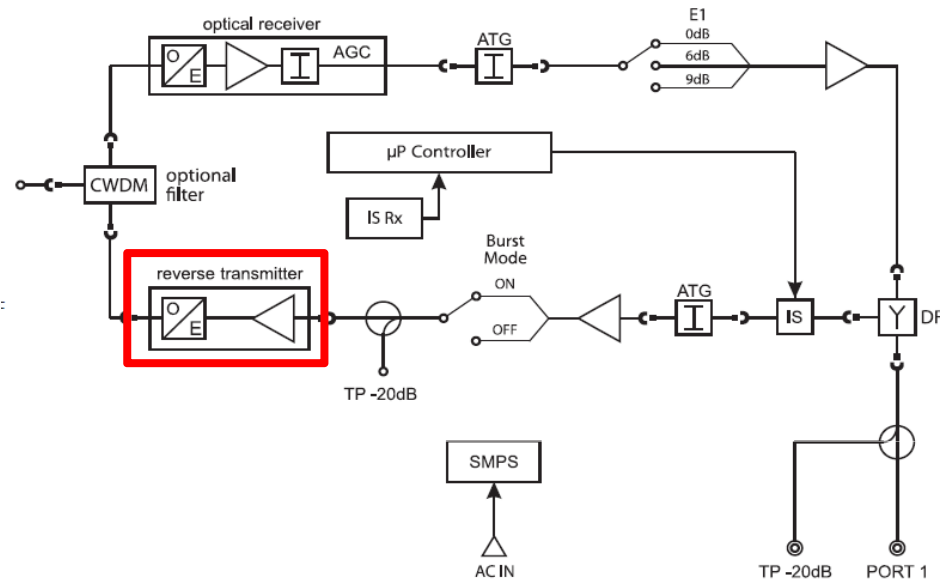 optical receiver
O
E
AGC
ATG
E1
0dB
6dB
9dB
µP Controller
CWDM
optional
filter
IS Rx
Burst
Mode
reverse transmitter
O
E
ON
OFF
ATG
IS
Y
TP -20dB
SMPS
AC IN
TP -20dB
PORT 1